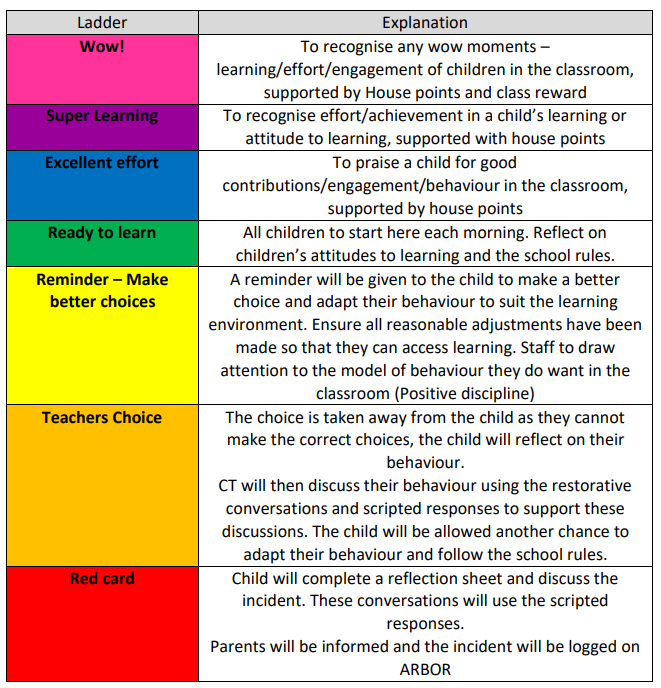 Ladder
Explanation
Wow!
To recognise any wow moments –
learning/effort/engagement of children in the classroom,
supported by House points and class reward
Super Learning
To recognise effort/achievement in a child’s learning or
attitude to learning, supported with house points
Excellent effort
To praise a child for good
contributions/engagement/behaviour in the classroom,
supported by house points
Ready to learn
All children to start here each morning. Reflect on
children’s attitudes to learning and the school rules.
Reminder – Make
better choices
A reminder will be given to the child to make a better
choice and adapt their behaviour to suit the learning
environment. Ensure all reasonable adjustments have been
made so that they can access learning. Staff to draw
attention to the model of behaviour they do want in the
classroom (Positive discipline)
Teachers Choice
The choice is taken away from the child as they cannot
make the correct choices, the child will reflect on their
behaviour.
CT will then discuss their behaviour using the restorative
conversations and scripted responses to support these
discussions. The child will be allowed another chance to
adapt their behaviour and follow the school rules.
Red card
Child will complete a reflection sheet and discuss the
incident. These conversations will use the scripted
responses.
Parents will be informed and the incident will be logged on
ARBOR